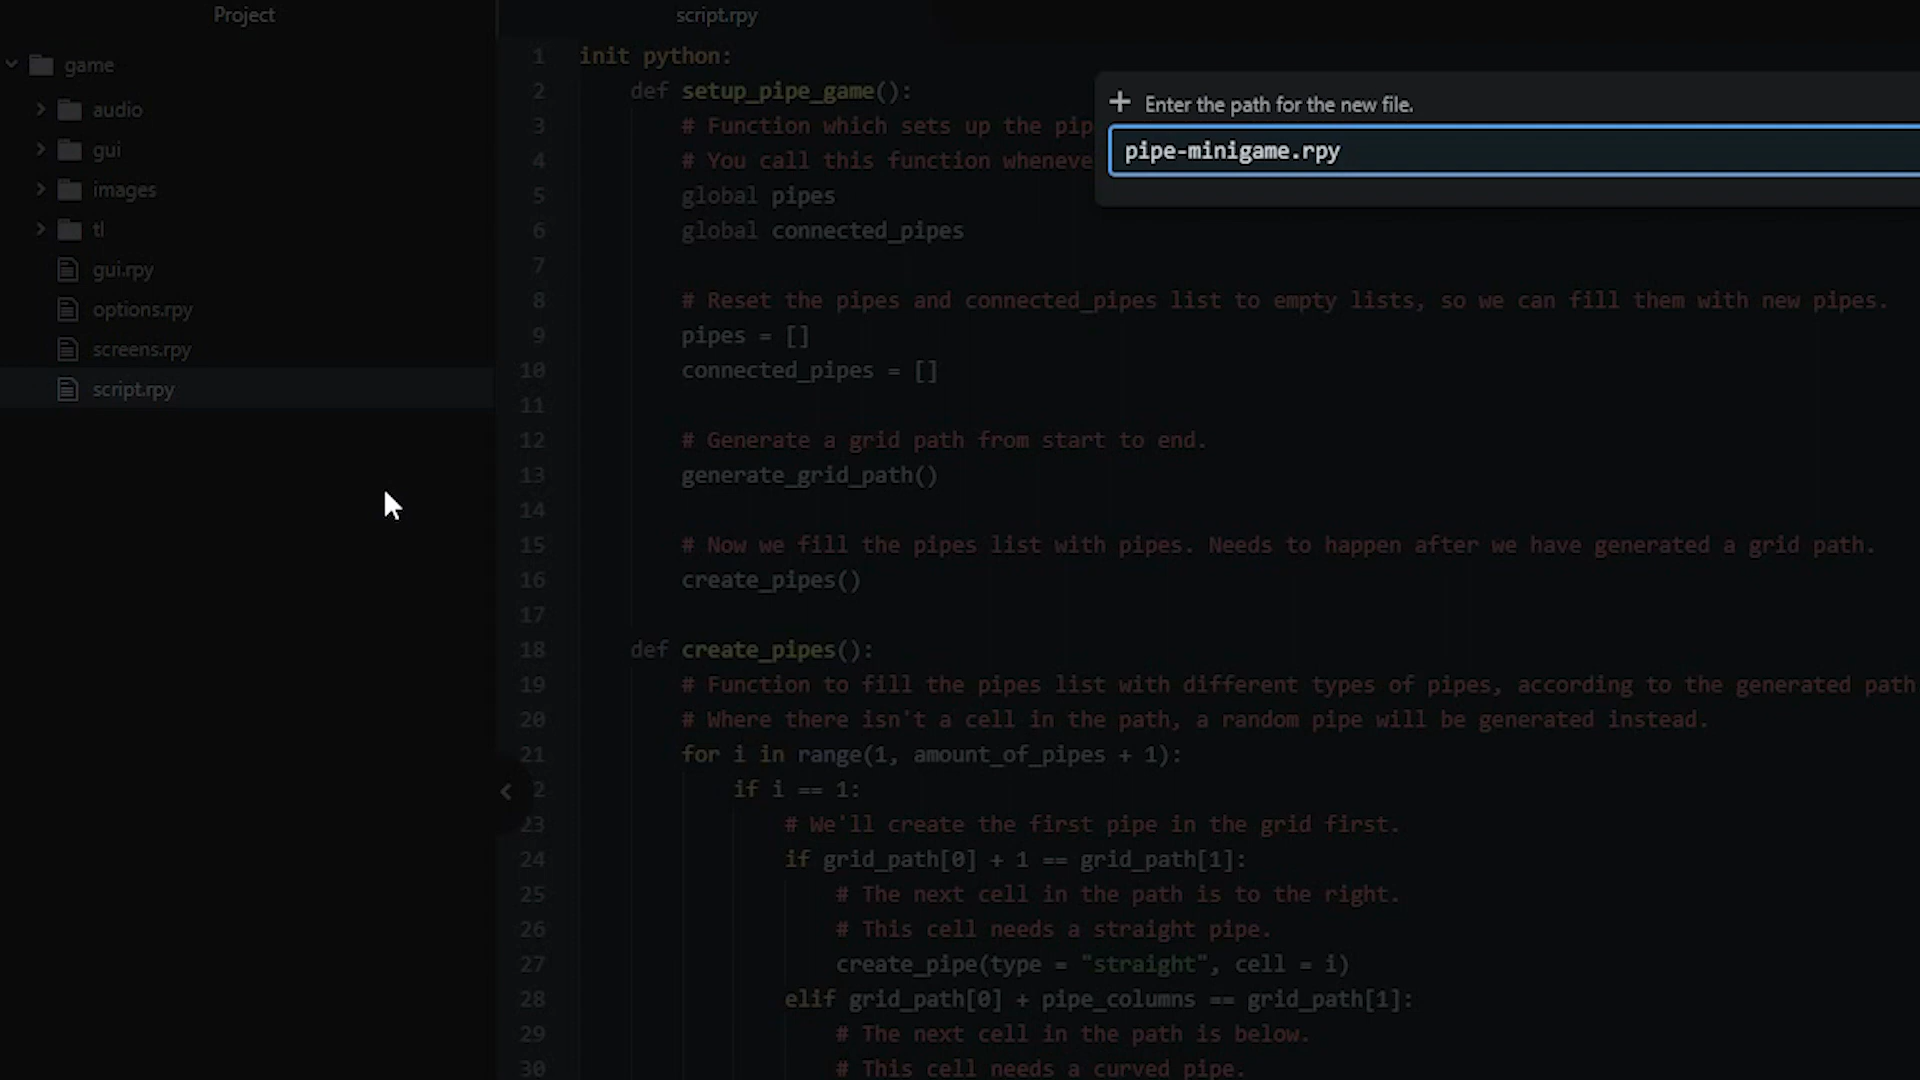 Project
game
audio
gui
images
tl
gui.rpy
options.rpy
screens.rpy
script.rpy
script.rpy
Enter the path for the new file.
pipe-minigame.rpy
1 init python:
2 def setup_pipe_game():
3 # Function which sets up the pip
4 # You call this function wheneve
5 global pipes
6 global connected_pipes
7
8 # Reset the pipes and connected_pipes list to empty lists, so we can fill them with new pipes.
9 pipes = []
10 connected_pipes = []
11
12 # Generate a grid path from start to end.
13 generate_grid_path()
14
15 # Now we fill the pipes list with pipes. Needs to happen after we have generated a grid path.
16 create_pipes()
17
18 def create_pipes():
19 # Function to fill the pipes list with different types of pipes, according to the generated path
20 # Where there isn't a cell in the path, a random pipe will be generated instead.
21 for i in range(1, amount_of_pipes + 1):
2 if i == 1:
23 # We'll create the first pipe in the grid first.
24 if grid_path[0] + 1 == grid_path[1]:
25 # The next cell in the path is to the right.
26 # This cell needs a straight pipe.
27 create_pipe(type = "straight", cell = i)
28 elif grid_path[0] + pipe_columns == grid_path[1]:
29 # The next cell in the path is below.
30 # This cell needs a curved pipe.